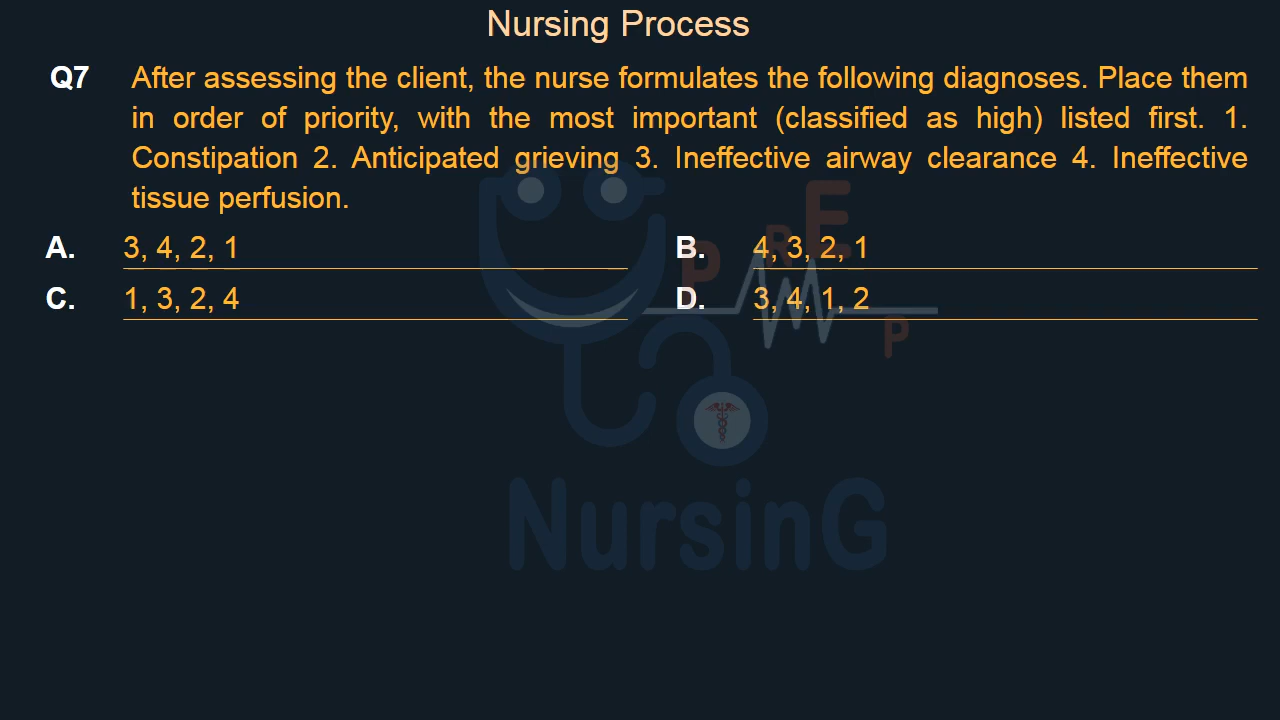 Nursing Process
Q7 After assessing the client, the nurse formulates the following diagnoses. Place them
in order of priority, with the most important (classified as high) listed first. 1.
Constipation 2. Anticipated grieving 3. Ineffective airway clearance 4. Ineffective
tissue perfusion.
A. 3, 4, 2, 1 B. 4, 3, 2, 1
C. 1, 3, 2, 4 D. 3, 4, 1, 2
PREP
NursinG